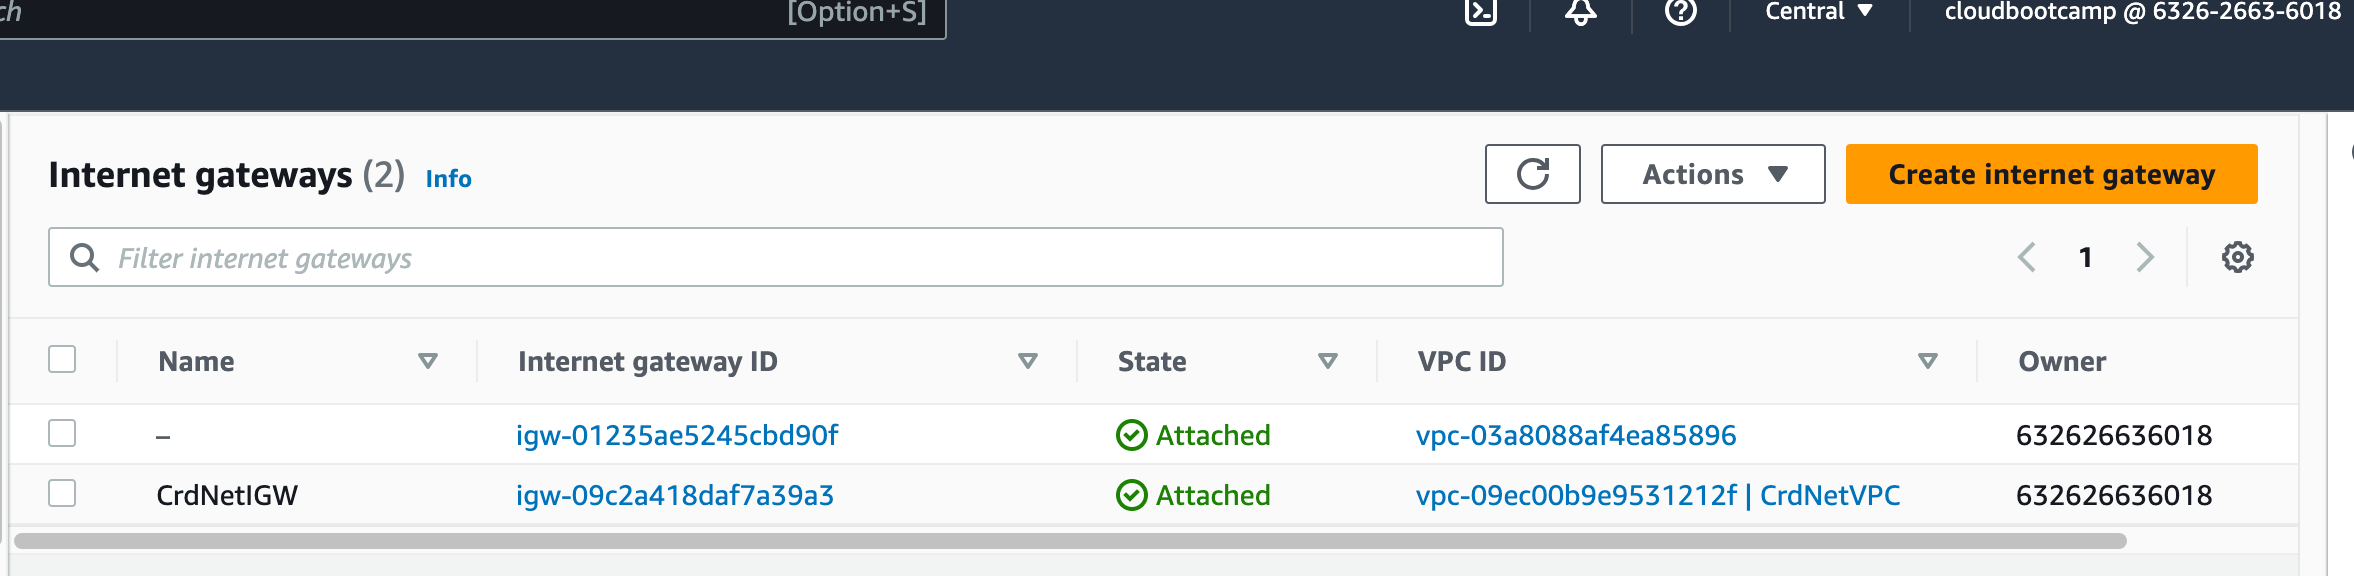 ch [Option+S] Central cloudbootcamp @ 6326-2663-6018
Internet gateways (2) Info Actions Create internet gateway
Filter internet gateways 1
Name Internet gateway ID State VPC ID Owner
– igw-01235ae5245cbd90f Attached vpc-03a8088af4ea85896 632626636018
CrdNetIGW igw-09c2a418daf7a39a3 Attached vpc-09ec00b9e9531212f | CrdNetVPC 632626636018